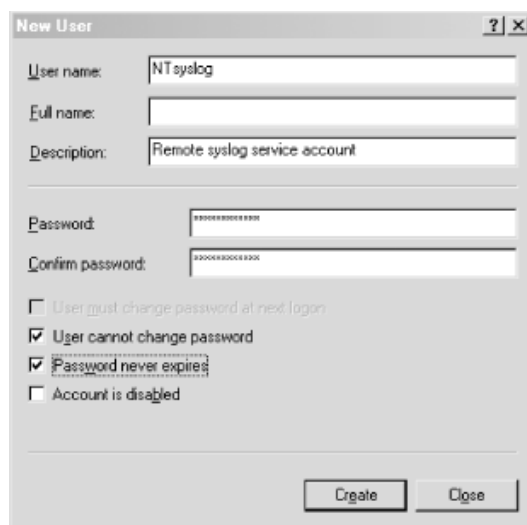 New User
User name: NTsyslog
Full name:
Description: Remote syslog service account
Password: ************
Confirm password: ************
User must change password at next logon
User cannot change password
Password never expires
Account is disabled
Create Close